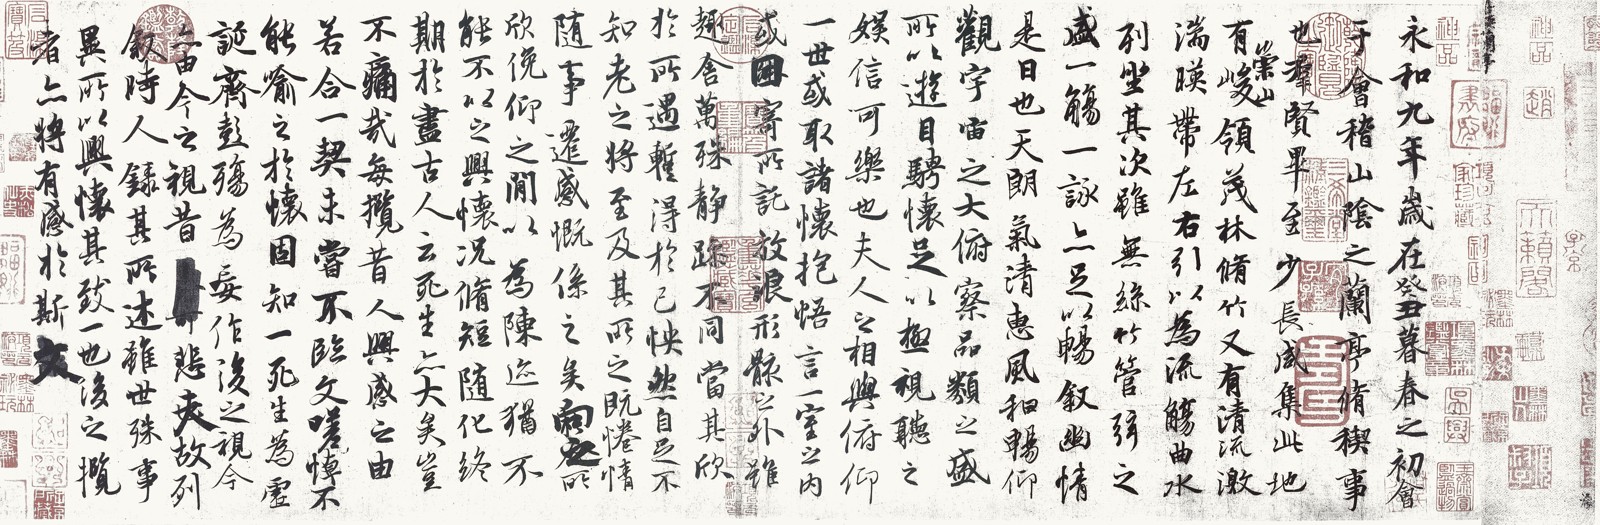 永和九年歲在癸丑暮春之初會
于會稽山陰之蘭亭脩稧事
也羣賢畢至少長咸集此地
有崇山峻領茂林脩竹又有清流激
湍暎帶左右引以為流觴曲水
列坐其次雖無絲竹管弦之
盛一觴一詠亦足以暢敘幽情
是日也天朗氣清惠風和暢仰
觀宇宙之大俯察品類之盛
所以遊目騁懷足以極視聽之
娛信可樂也夫人之相與俯仰
一世或取諸懷抱悟言一室之內
或因寄所託放浪形骸之外雖
趣舍萬殊靜躁不同當其欣
於所遇暫得於己怏然自足不
知老之將至及其所之既惓情
隨事遷感慨係之矣向之所
欣俛仰之閒以為陳迹猶不
能不以之興懷況脩短隨化終
期於盡古人云死生亦大矣豈
不痛哉每攬昔人興感之由
若合一契未嘗不臨文嗟悼不
能喻之於懷固知一死生為虛
誕齊彭殤為妄作後之視今
亦由今之視昔悲夫故列
敘時人錄其所述雖世殊事
異所以興懷其致一也後之攬
者亦將有感於斯文